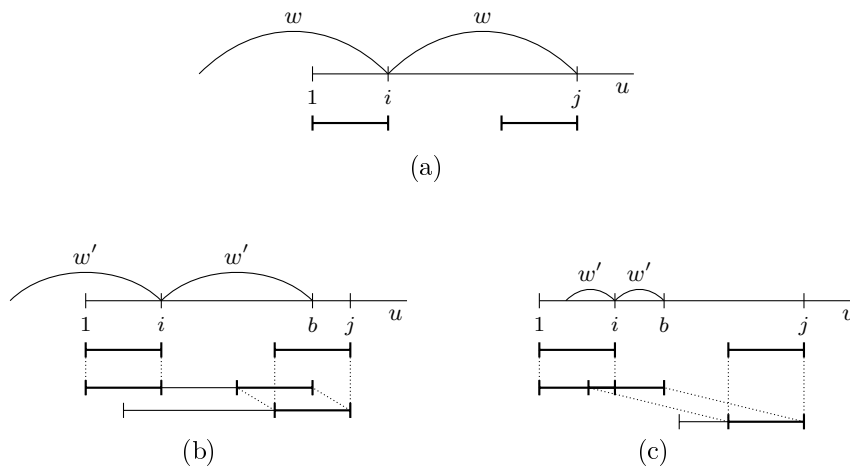 w w
1 i j u
(a)
w′ w′
1 i b j u
(b)
w′ w′
1 i b j u
(c)